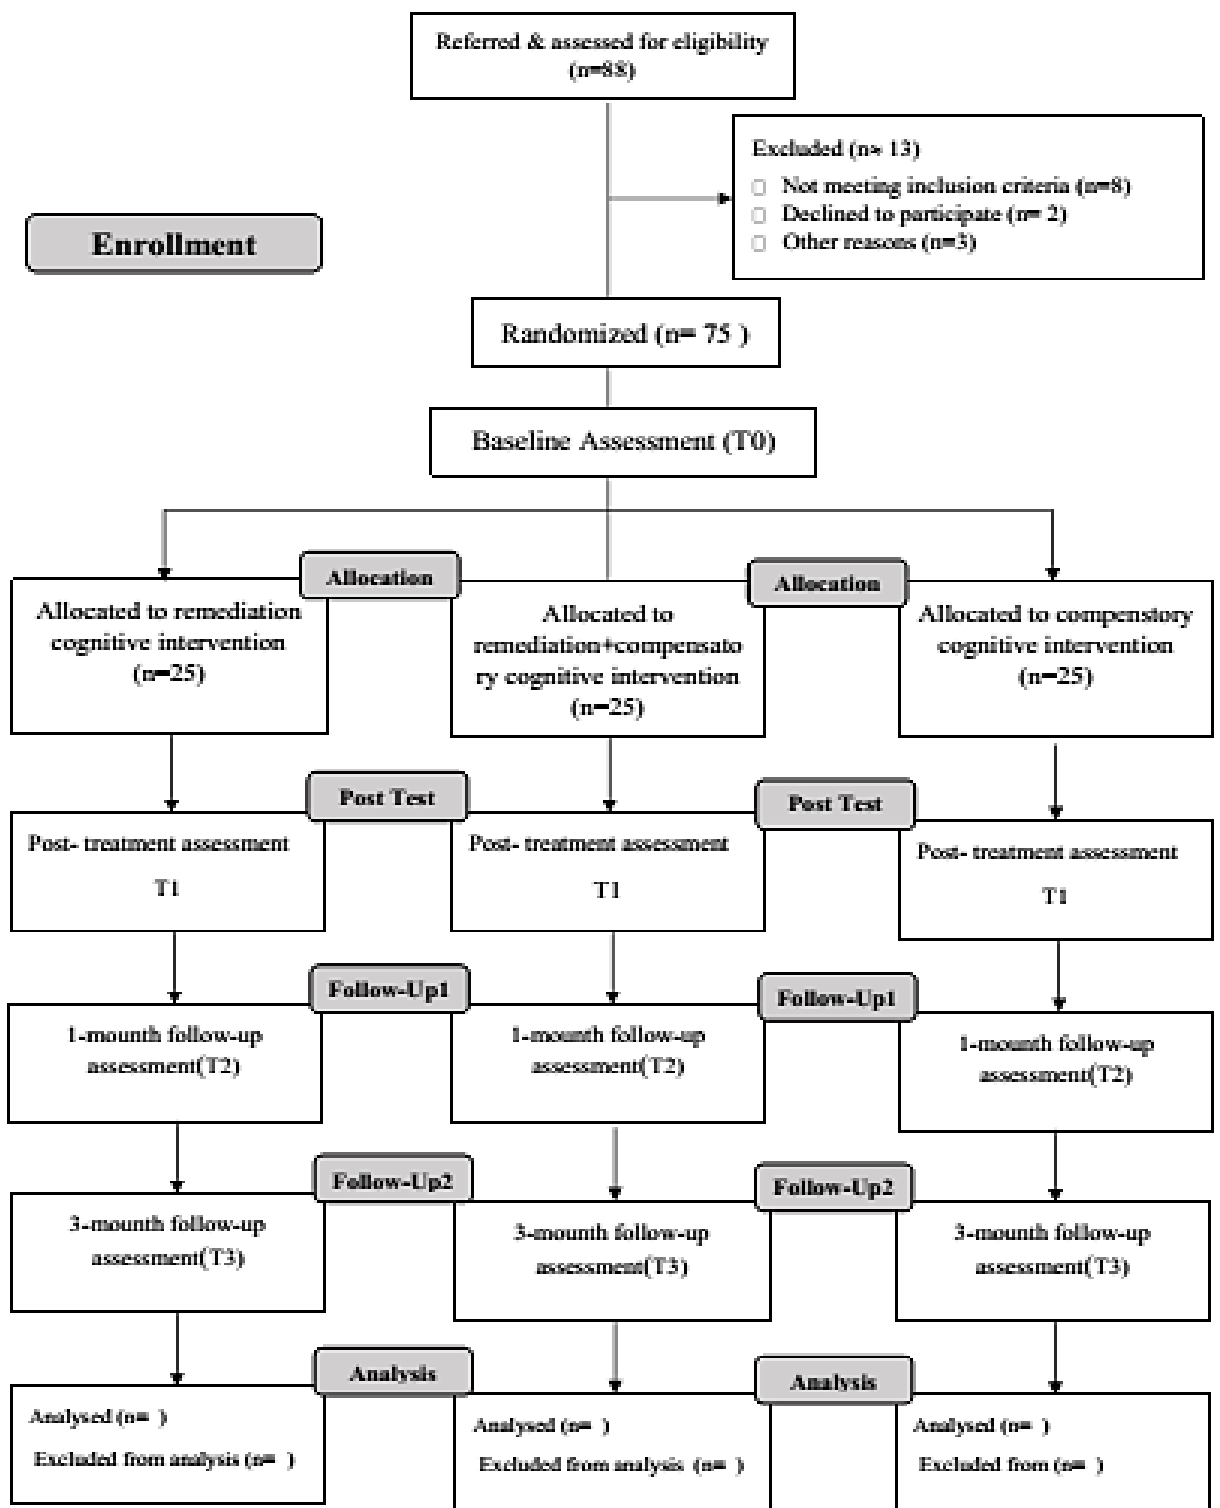 Referred & assessed for eligibility
(n=88)
Excluded (n= 13)
Not meeting inclusion criteria (n=8)
Declined to participate (n= 2)
Other reasons (n=3)
Enrollment
Randomized (n= 75 )
Baseline Assessment (T0)
Allocation
Allocation
Allocated to remediation
cognitive intervention
(n=25)
Allocated to
remediation+compensato
ry cognitive intervention
(n=25)
Allocated to compenstory
cognitive intervention
(n=25)
Post Test
Post Test
Post- treatment assessment
T1
Post- treatment assessment
T1
Post- treatment assessment
T1
Follow-Up1
Follow-Up1
1-mounth follow-up
assessment(T2)
1-mounth follow-up
assessment(T2)
1-mounth follow-up
assessment(T2)
Follow-Up2
Follow-Up2
3-mounth follow-up
assessment(T3)
3-mounth follow-up
assessment(T3)
3-mounth follow-up
assessment(T3)
Analysis
Analysis
Analysed (n= )
Excluded from analysis (n= )
Analysed (n= )
Excluded from analysis (n= )
Analysed (n= )
Excluded from (n= )